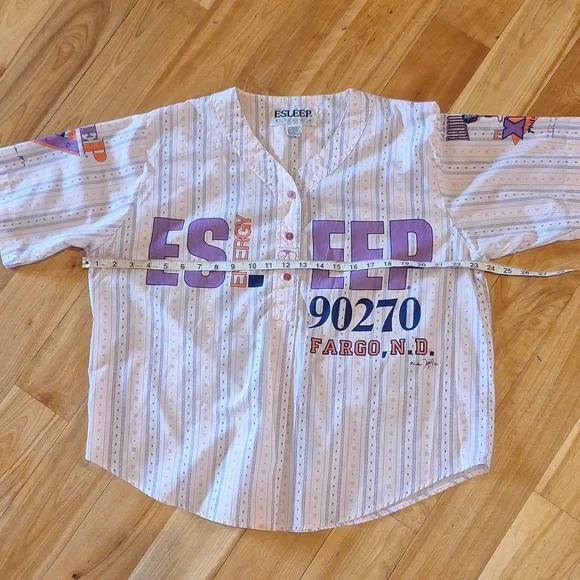 ESLEEP
EP
X
ES EEP
ENERGY
1 2 3 4 5 6 7 8 9 10 11 12 13 14 15 16 17 18 19 20 21 22 23 24 25 26
90270
FARGO, N.D.